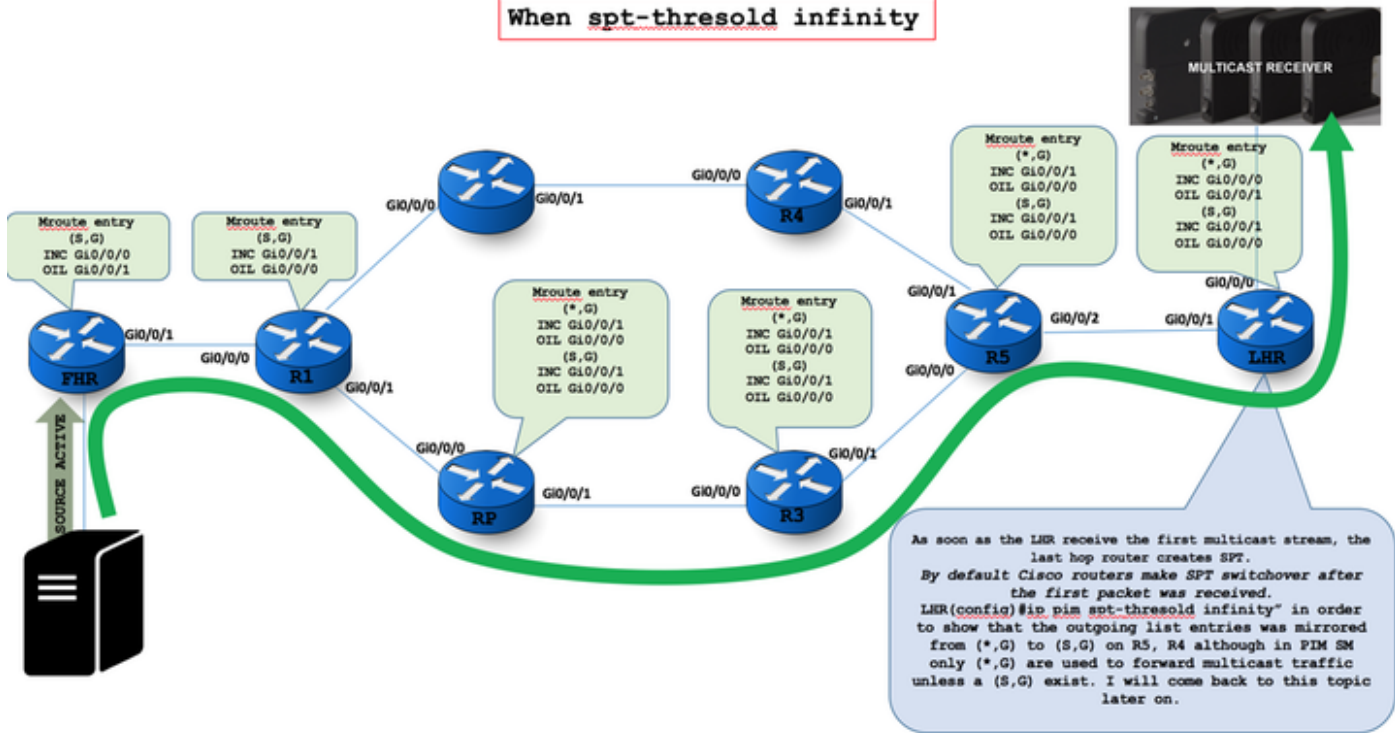 When spt-thresold infinity
MULTICAST RECEIVER
Mroute entry
(S,G)
INC Gi0/0/0
OIL Gi0/0/1
Mroute entry
(S,G)
INC Gi0/0/1
OIL Gi0/0/0
Gi0/0/0
Gi0/0/1
Gi0/0/0
R4
Gi0/0/1
Mroute entry
(*,G)
INC Gi0/0/1
OIL Gi0/0/0
(S,G)
INC Gi0/0/1
OIL Gi0/0/0
Mroute entry
(*,G)
INC Gi0/0/0
OIL Gi0/0/1
(S,G)
INC Gi0/0/1
OIL Gi0/0/0
FHR
Gi0/0/1
Gi0/0/0
R1
Gi0/0/1
Mroute entry
(*,G)
INC Gi0/0/1
OIL Gi0/0/0
(S,G)
INC Gi0/0/1
OIL Gi0/0/0
Mroute entry
(*,G)
INC Gi0/0/1
OIL Gi0/0/0
(S,G)
INC Gi0/0/1
OIL Gi0/0/0
Gi0/0/1
R5
Gi0/0/2
Gi0/0/0
Gi0/0/0
Gi0/0/1
LHR
SOURCE ACTIVE
Gi0/0/0
RP
Gi0/0/1
Gi0/0/0
R3
Gi0/0/1
As soon as the LHR receive the first multicast stream, the
last hop router creates SPT.
By default Cisco routers make SPT switchover after
the first packet was received.
LHR(config)#ip pim spt-thresold infinity" in order
to show that the outgoing list entries was mirrored
from (*,G) to (S,G) on R5, R4 although in PIM SM
only (*,G) are used to forward multicast traffic
unless a (S,G) exist. I will come back to this topic
later on.